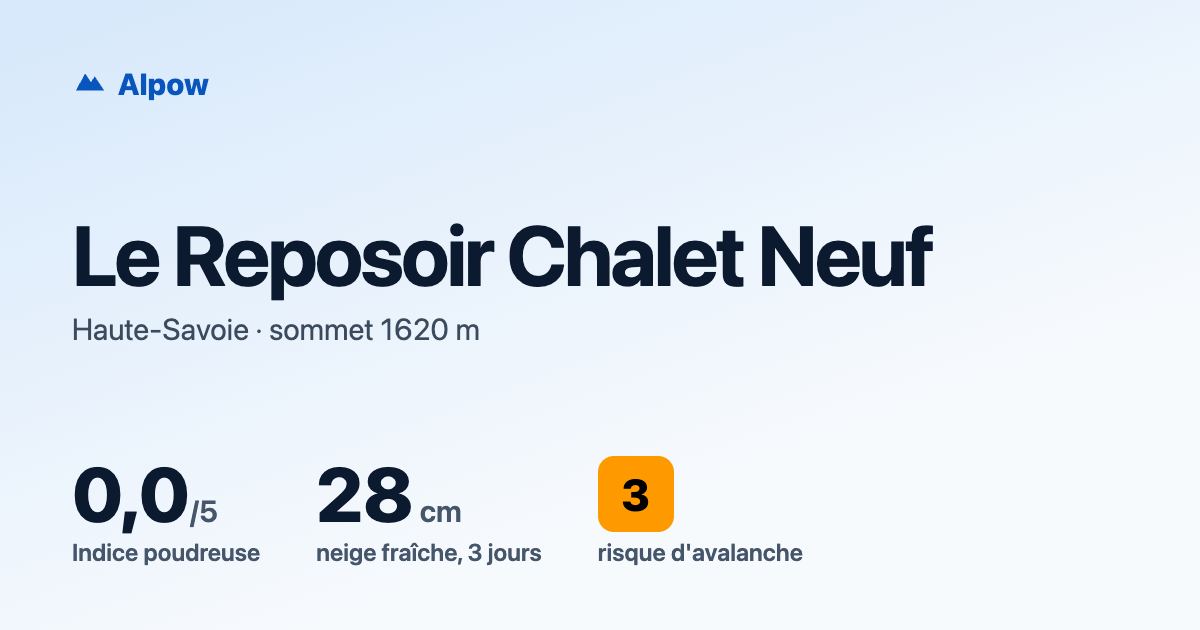 Alpow
Le Reposoir Chalet Neuf
Haute-Savoie · sommet 1620 m
0,0/5
Indice poudreuse
28 cm
neige fraîche, 3 jours
3
risque d'avalanche